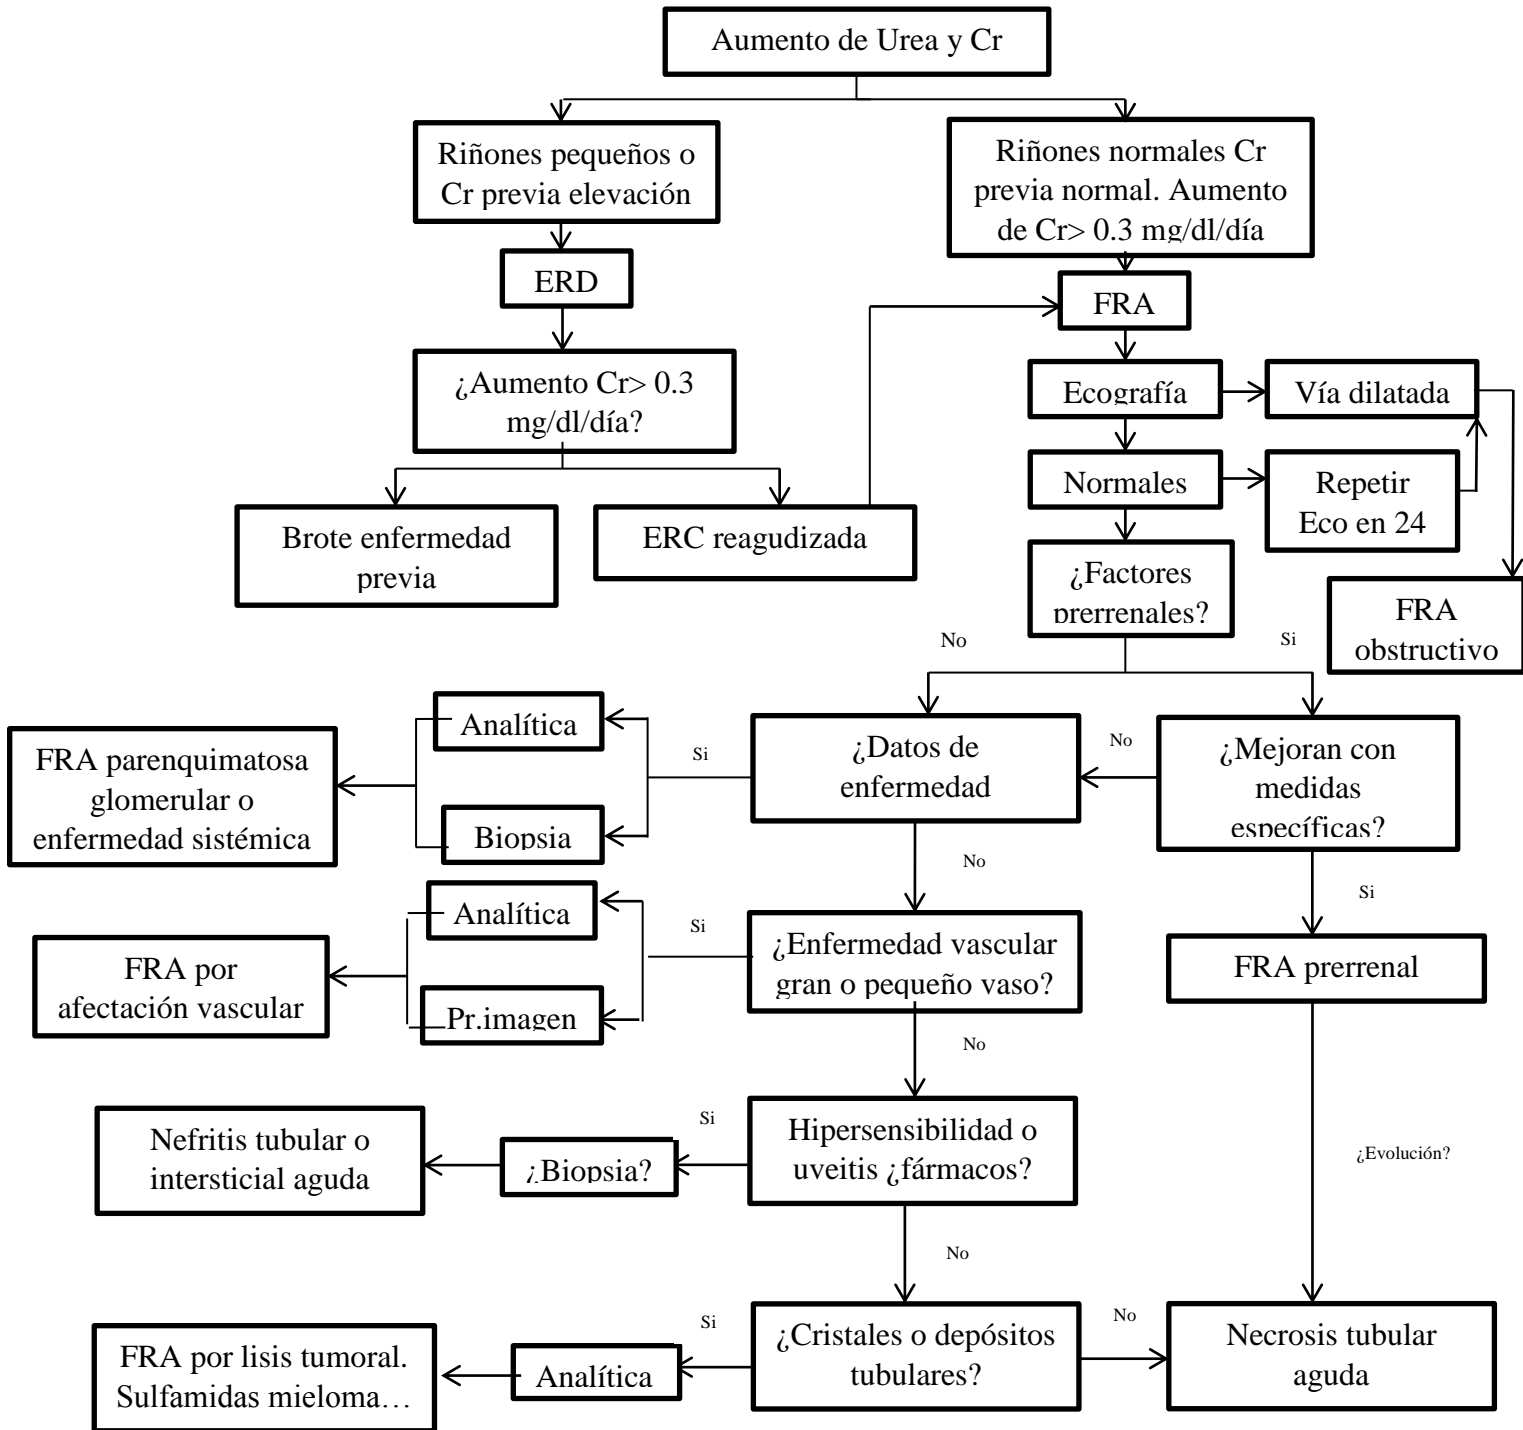 Aumento de Urea y Cr
Riñones pequeños o
Cr previa elevación
Riñones normales Cr
previa normal. Aumento
de Cr> 0.3 mg/dl/día
ERD
FRA
¿Aumento Cr> 0.3
mg/dl/día?
Ecografía
Vía dilatada
Normales
Repetir
Eco en 24
Brote enfermedad
previa
ERC reagudizada
¿Factores
prerrenales?
FRA
obstructivo
No
Si
Analítica
Biopsia
FRA parenquimatosa
glomerular o
enfermedad sistémica
Si
¿Datos de
enfermedad
No
¿Mejoran con
medidas
específicas?
No
Si
Analítica
Pr.imagen
FRA por
afectación vascular
Si
¿Enfermedad vascular
gran o pequeño vaso?
FRA prerrenal
No
Nefritis tubular o
intersticial aguda
¿Biopsia?
Si
Hipersensibilidad o
uveitis ¿fármacos?
¿Evolución?
No
FRA por lisis tumoral.
Sulfamidas mieloma…
Analítica
Si
¿Cristales o depósitos
tubulares?
No
Necrosis tubular
aguda